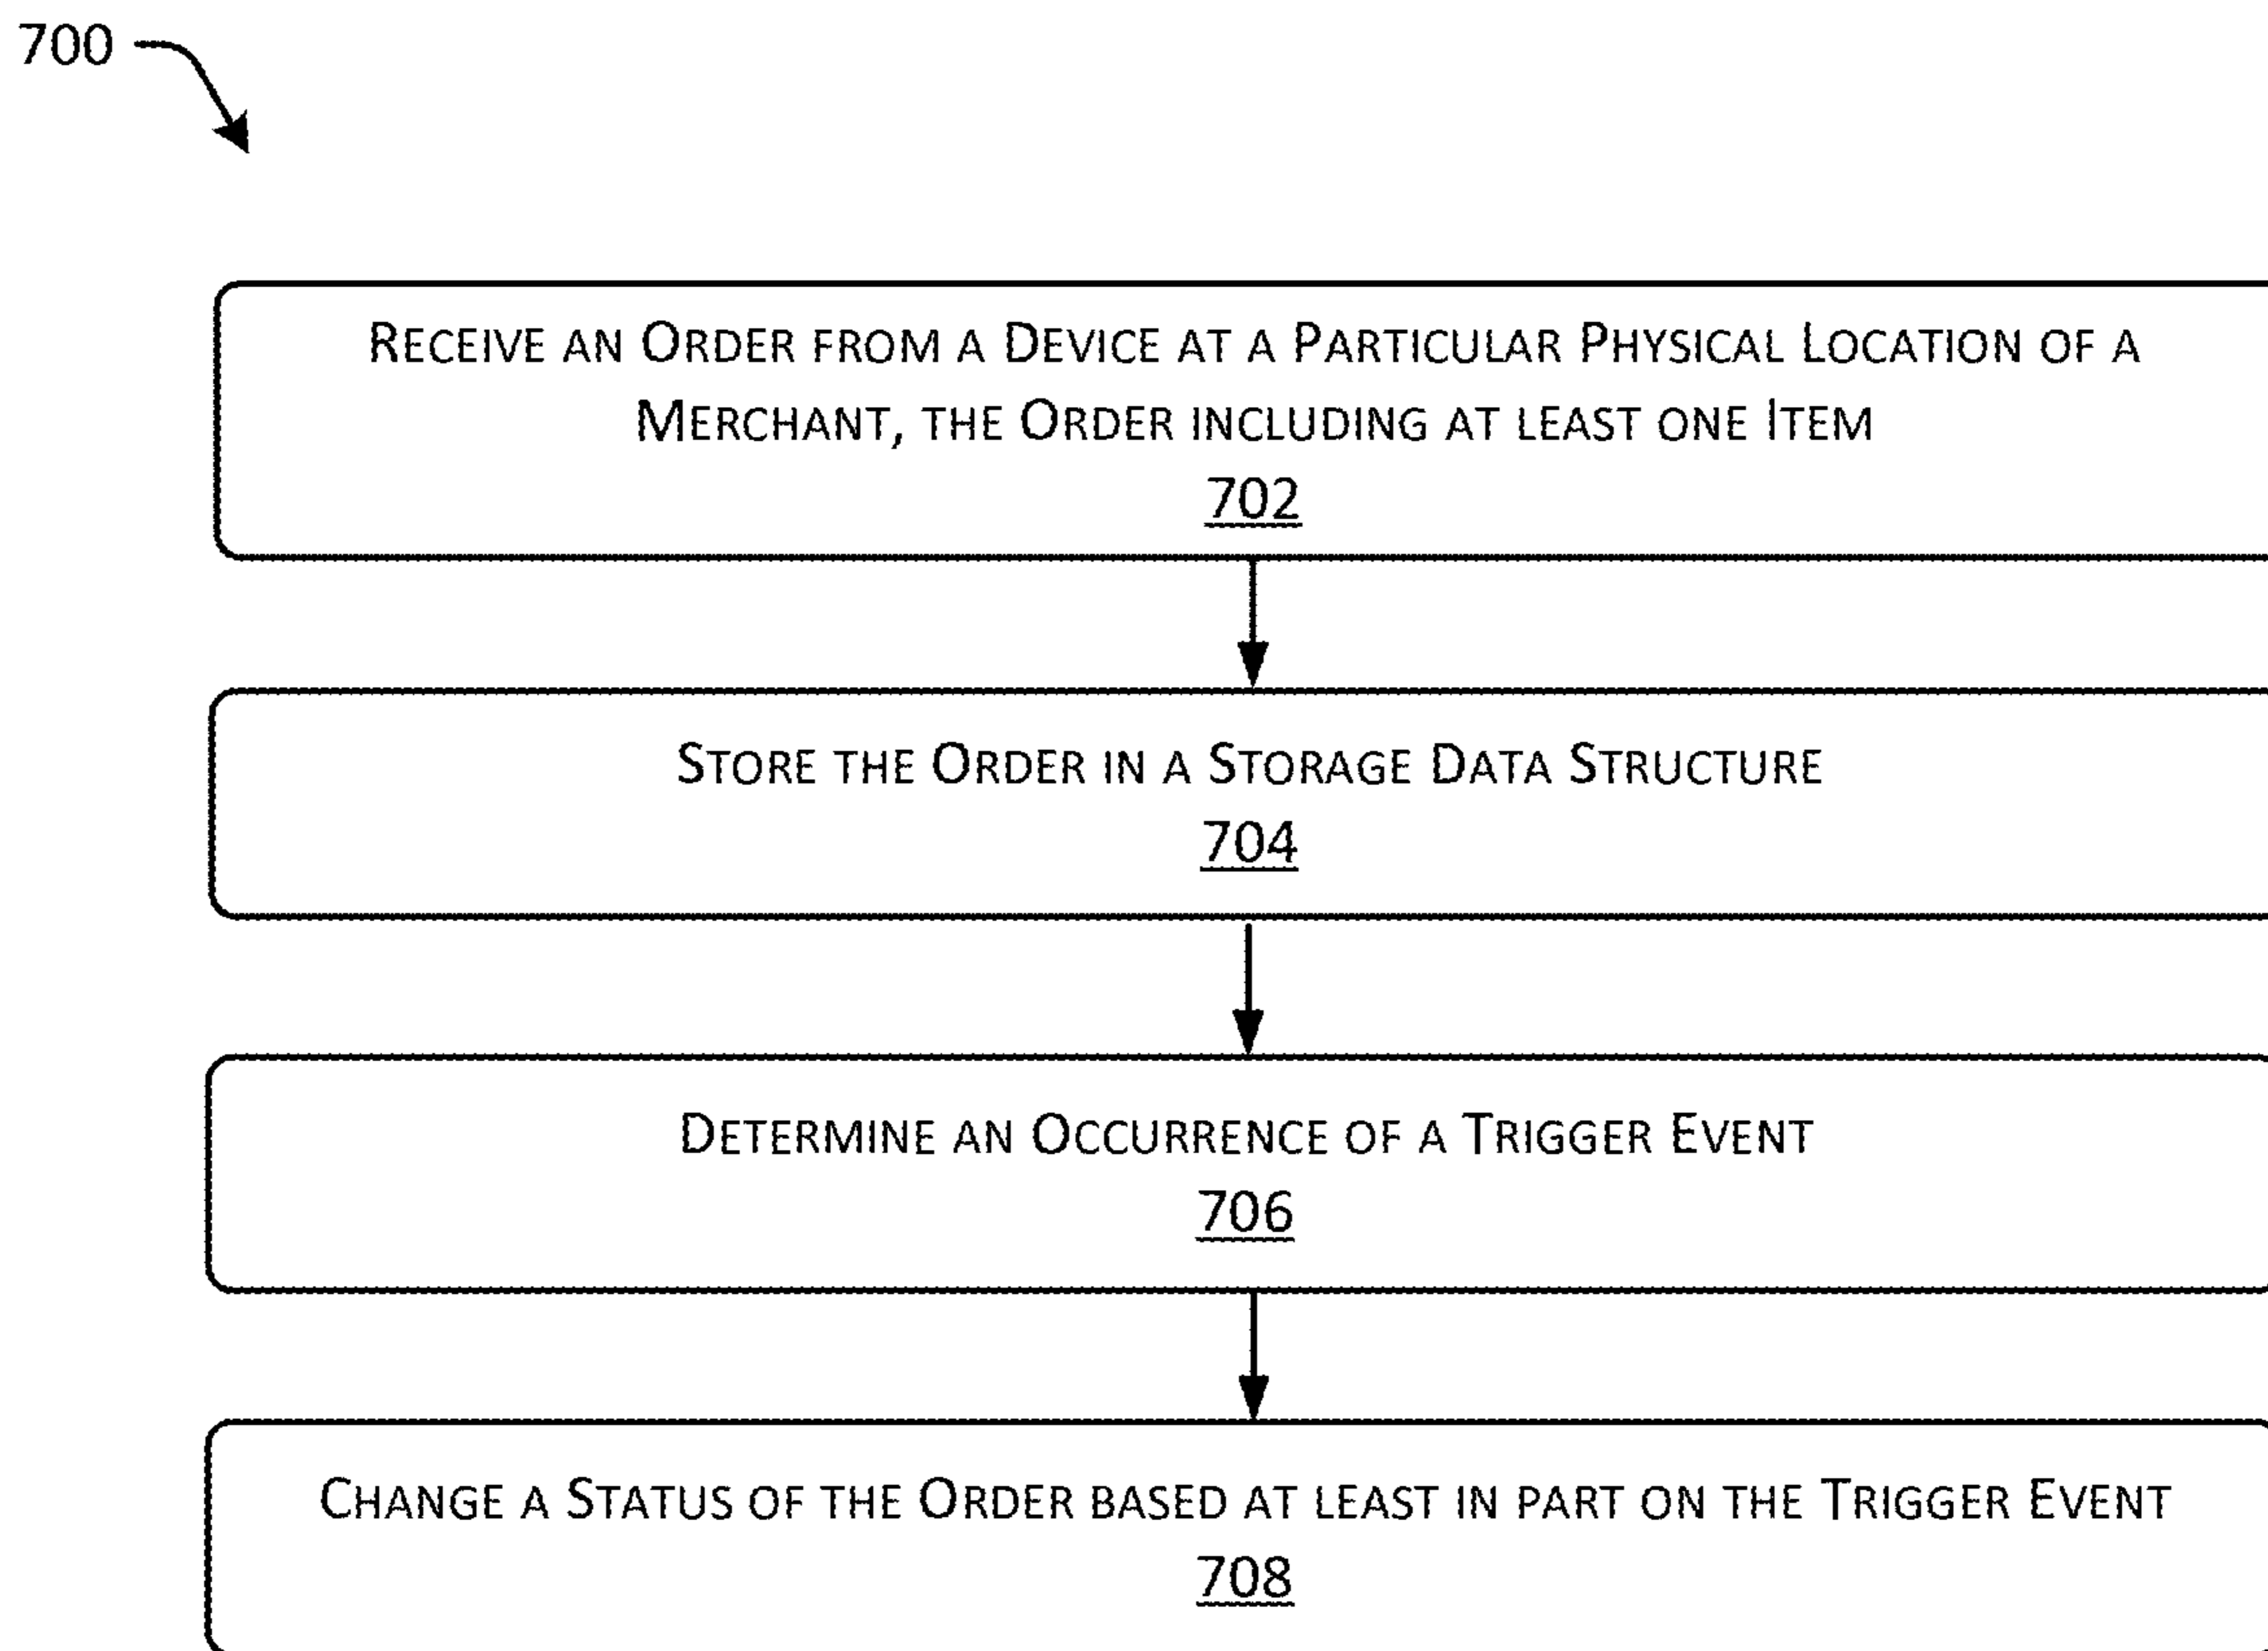 700
Receive an Order from a Device at a Particular Physical Location of a
Merchant, the Order including at least one Item
702
Store the Order in a Storage Data Structure
704
Determine an Occurrence of a Trigger Event
706
Change a Status of the Order based at least in part on the Trigger Event
708